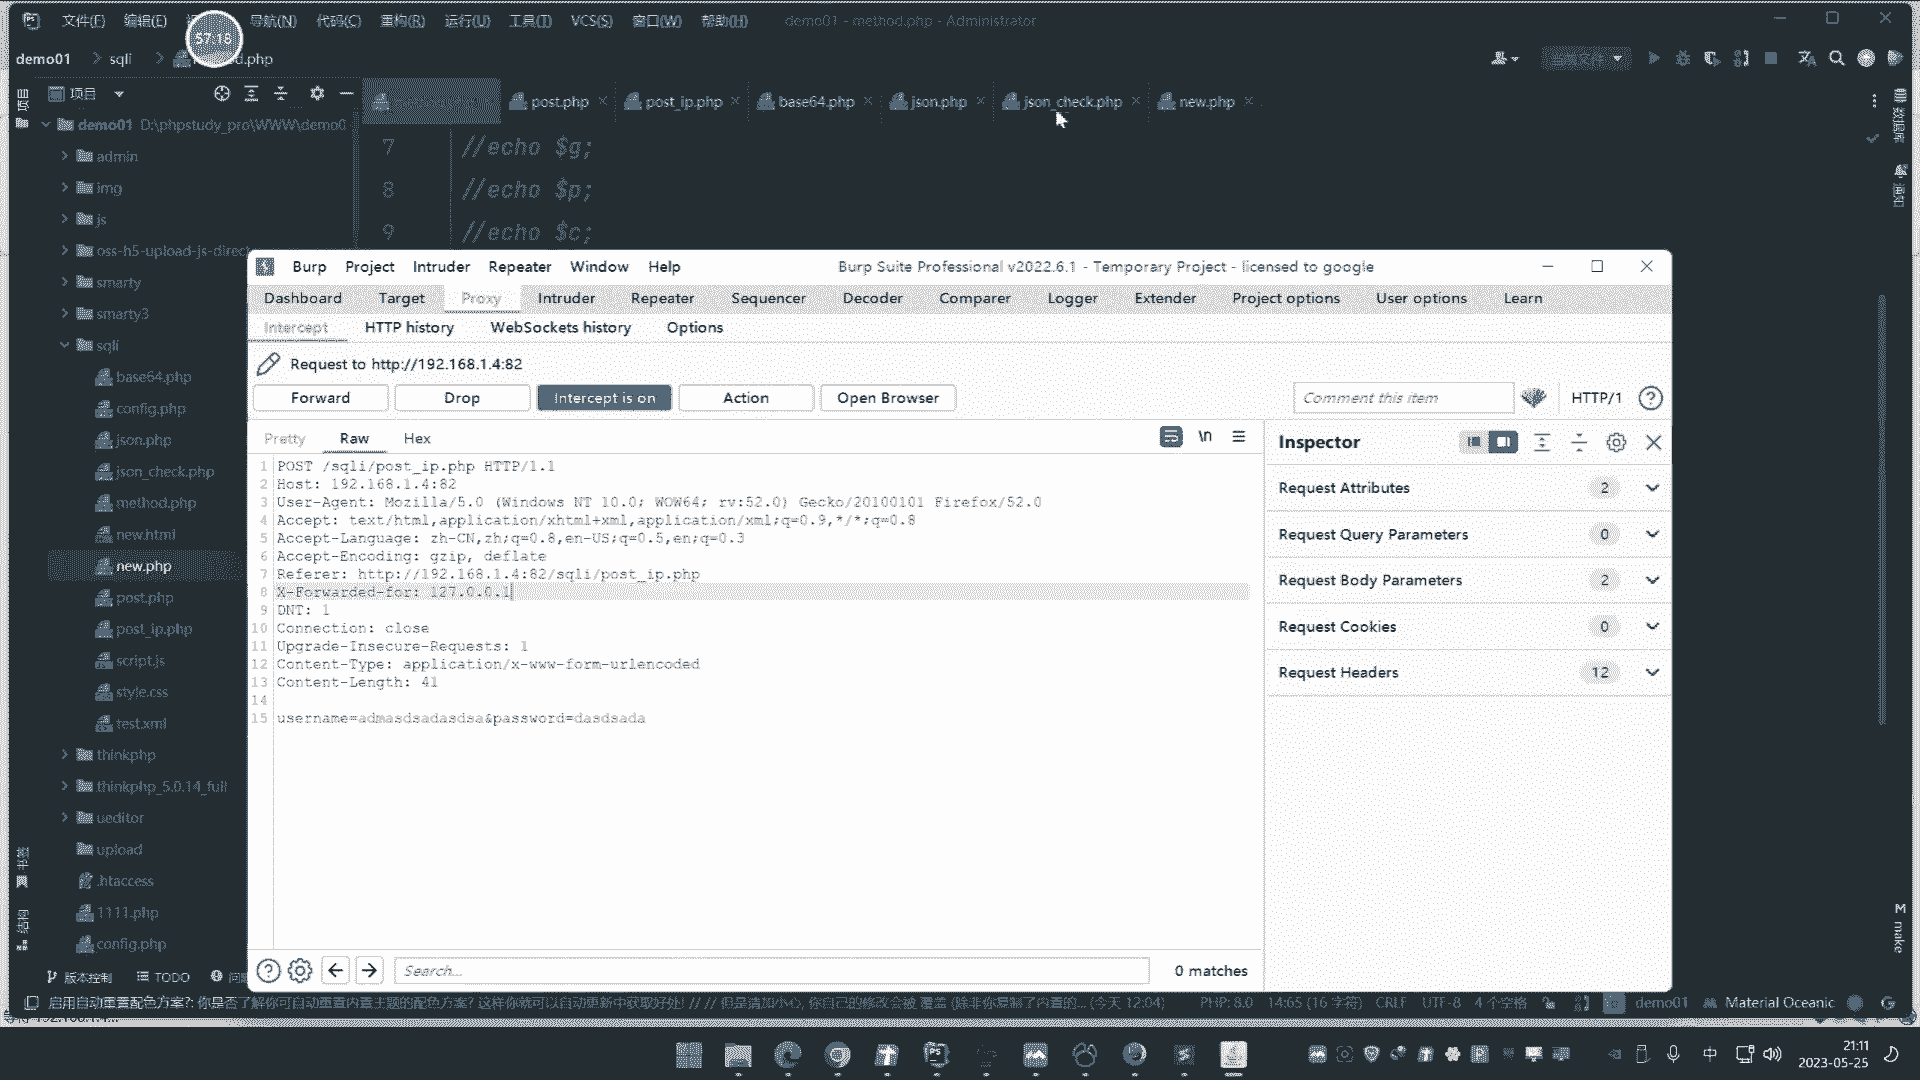 文件(F) 编辑(E) 导航(N) 代码(C) 重构(R) 运行(U) 工具(T) VCS(S) 窗口(W) 帮助(H) demo01 - method.php - Administrator
57:18
demo01 sqli d.php
项目
项目
post.php post_ip.php base64.php json.php json_check.php new.php
demo01 D:\phpstudy_pro\WWW\demo0
admin
img
js
oss-h5-upload-js-direct
smarty
smarty3
sqli
base64.php
config.php
json.php
json_check.php
method.php
new.html
new.php
post.php
post_ip.php
script.js
style.css
test.xml
thinkphp
thinkphp_5.0.14_full
ueditor
upload
.htaccess
1111.php
config.php
7 //echo $g;
8 //echo $p;
9 //echo $c;
数据库
通知
Burp Project Intruder Repeater Window Help Burp Suite Professional v2022.6.1 - Temporary Project - licensed to google
Dashboard Target Proxy Intruder Repeater Sequencer Decoder Comparer Logger Extender Project options User options Learn
Intercept HTTP history WebSockets history Options
Request to http://192.168.1.4:82
Forward Drop Intercept is on Action Open Browser Comment this item HTTP/1
Pretty Raw Hex \n
1 POST /sqli/post_ip.php HTTP/1.1
2 Host: 192.168.1.4:82
3 User-Agent: Mozilla/5.0 (Windows NT 10.0; WOW64; rv:52.0) Gecko/20100101 Firefox/52.0
4 Accept: text/html,application/xhtml+xml,application/xml;q=0.9,*/*;q=0.8
5 Accept-Language: zh-CN,zh;q=0.8,en-US;q=0.5,en;q=0.3
6 Accept-Encoding: gzip, deflate
7 Referer: http://192.168.1.4:82/sqli/post_ip.php
8 X-Forwarded-for: 127.0.0.1
9 DNT: 1
10 Connection: close
11 Upgrade-Insecure-Requests: 1
12 Content-Type: application/x-www-form-urlencoded
13 Content-Length: 41
14
15 username=admasdsadasdsa&password=dasdsada
Inspector
Request Attributes 2
Request Query Parameters 0
Request Body Parameters 2
Request Cookies 0
Request Headers 12
Search... 0 matches
书签
结构
M make
版本控制 TODO 问
启用自动重置配色方案?: 你是否了解你可自动重置内置主题的配色方案? 这样你就可以自动更新中获取好处! // // 但是请加小心, 你自己的修改会被 覆盖 (除非你复制了内置的... (今天 12:04) PHP: 8.0 14:65 (16 字符) CRLF UTF-8 4 个空格 demo01 Material Oceanic
中
21:11
2023-05-25